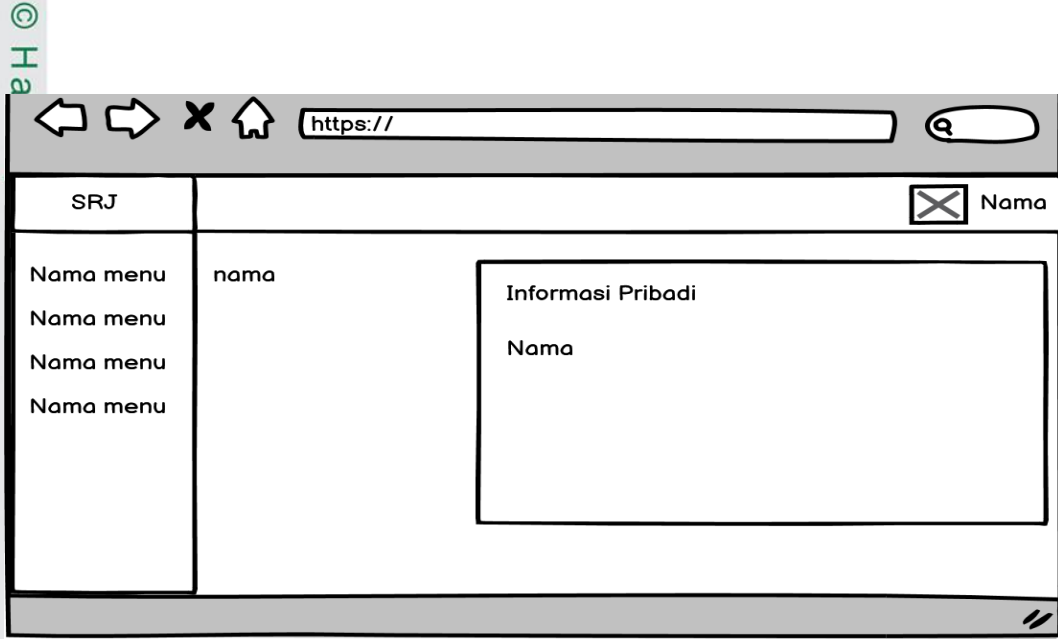 © Ha
https://
SRJ
Nama
Nama menu
nama
Nama menu
Nama menu
Nama menu
Informasi Pribadi
Nama